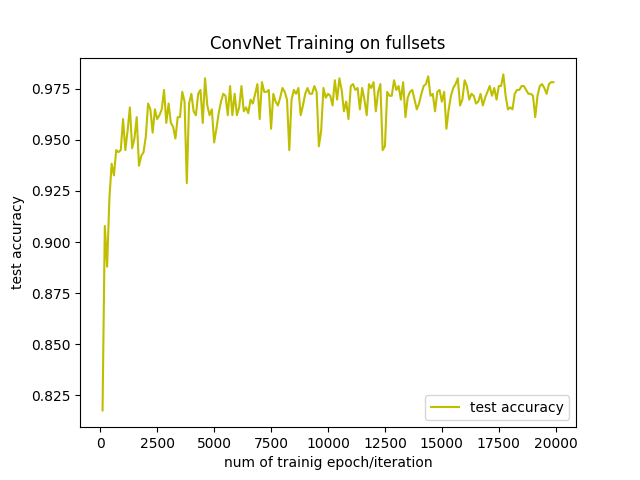 ConvNet Training on fullsets
test accuracy
0.975
0.950
0.925
0.900
0.875
0.850
0.825
test accuracy
0 2500 5000 7500 10000 12500 15000 17500 20000
num of trainig epoch/iteration